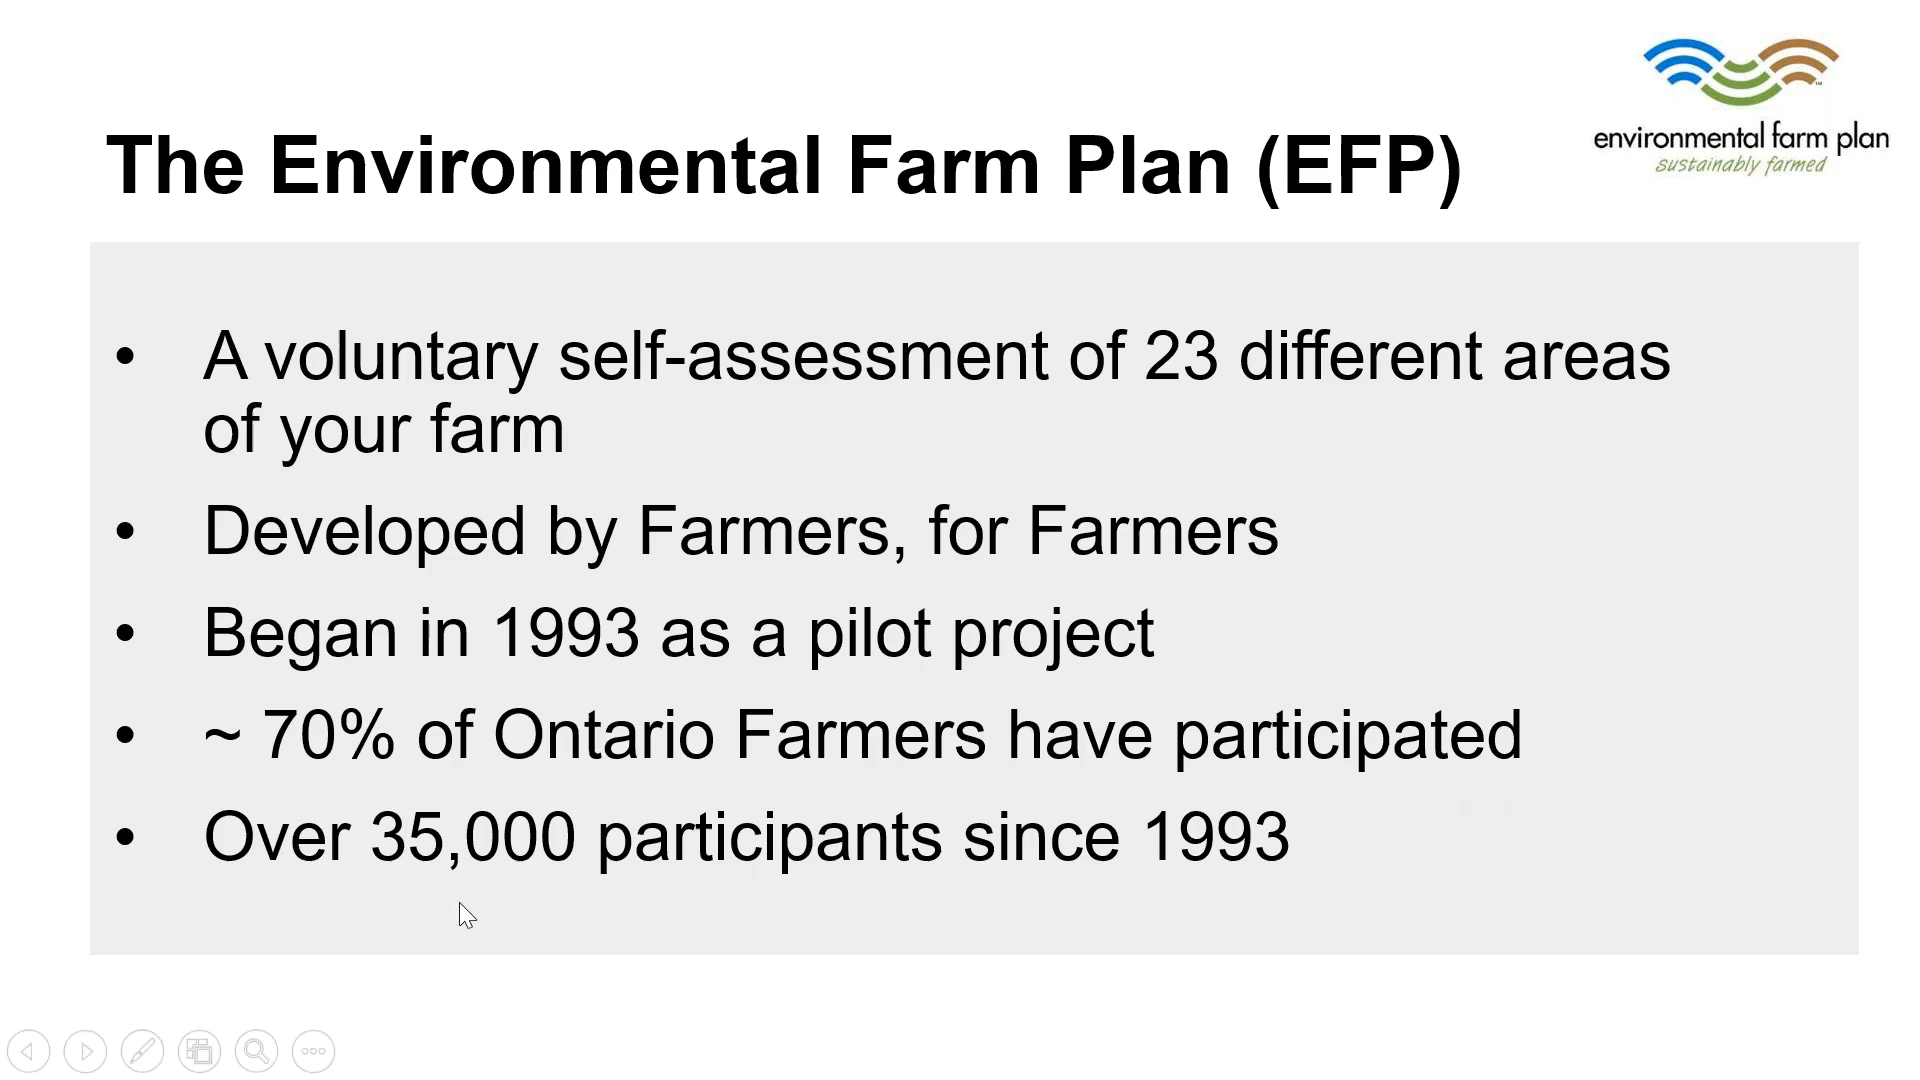 environmental farm plan
sustainably farmed
The Environmental Farm Plan (EFP)
• A voluntary self-assessment of 23 different areas
of your farm
• Developed by Farmers, for Farmers
• Began in 1993 as a pilot project
• ~ 70% of Ontario Farmers have participated
• Over 35,000 participants since 1993